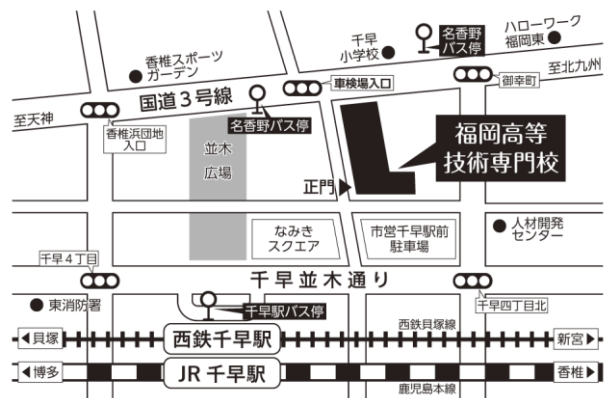 千早
小学校
名香野
バス停
ハローワーク
福岡東
香椎スポーツ
ガーデン
車検場入口
至北九州
御幸町
国道3号線
至天神
名香野バス停
香椎浜団地
入口
並木
広場
福岡高等
技術専門校
正門
なみき
スクエア
市営千早駅前
駐車場
人材開発
センター
千早4丁目
千早並木通り
東消防署
千早駅バス停
千早四丁目北
西鉄貝塚線
◀貝塚
西鉄千早駅
新宮▶
◀博多
JR千早駅
香椎▶
鹿児島本線